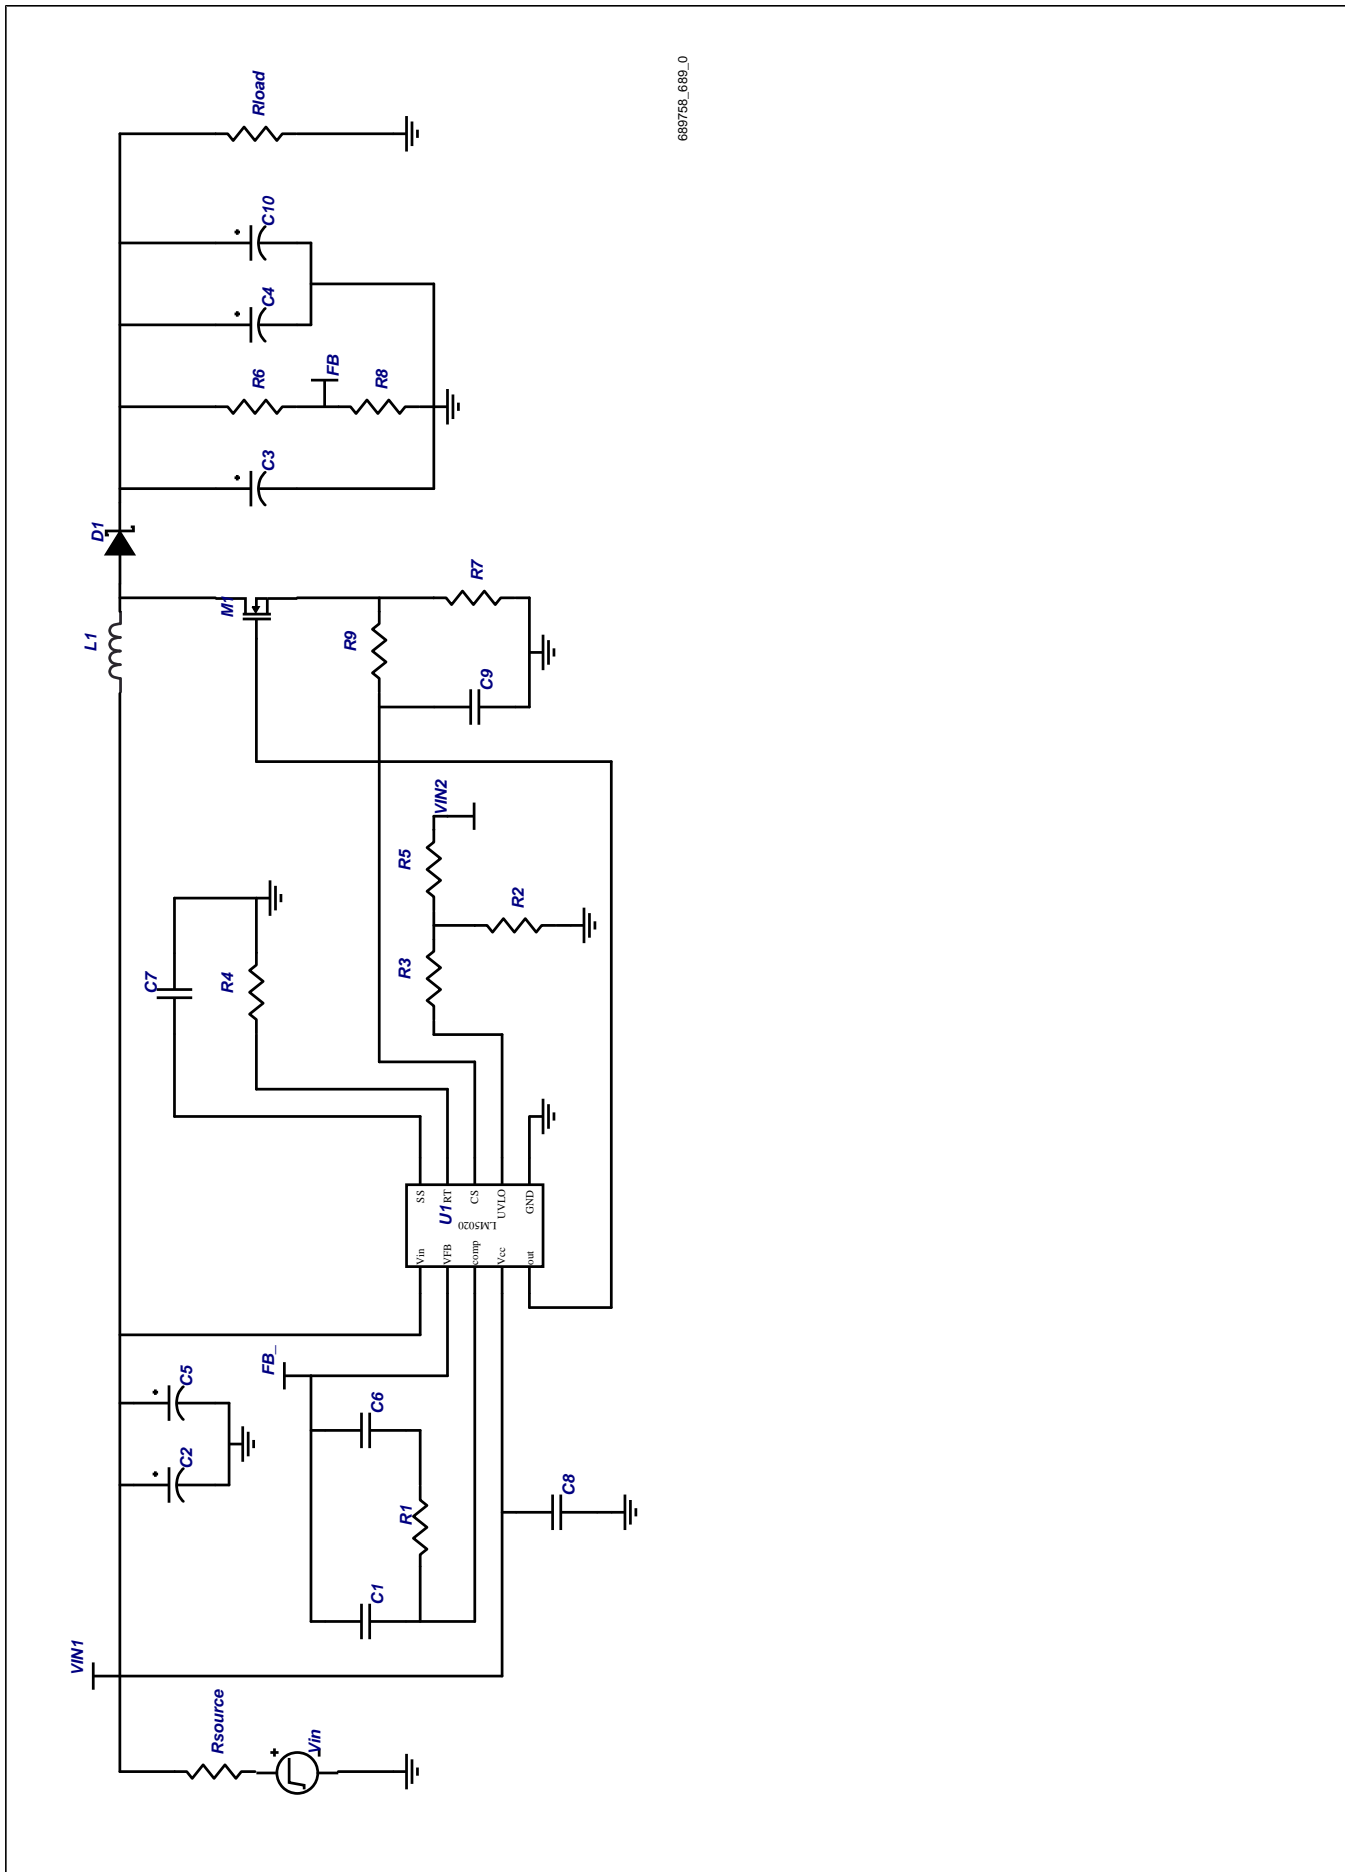 VIN1
Rsource
Vin
C2
C5
FB_
C1
C6
R1
C8
Vin
VFB
comp
Vcc
out
U1
LM5020
SS
RT
CS
UVLO
GND
C7
R4
R3
R5
R2
VIN2
L1
M1
R9
C9
R7
D1
C3
R6
FB
R8
C4
C10
Rload
689758_689_0